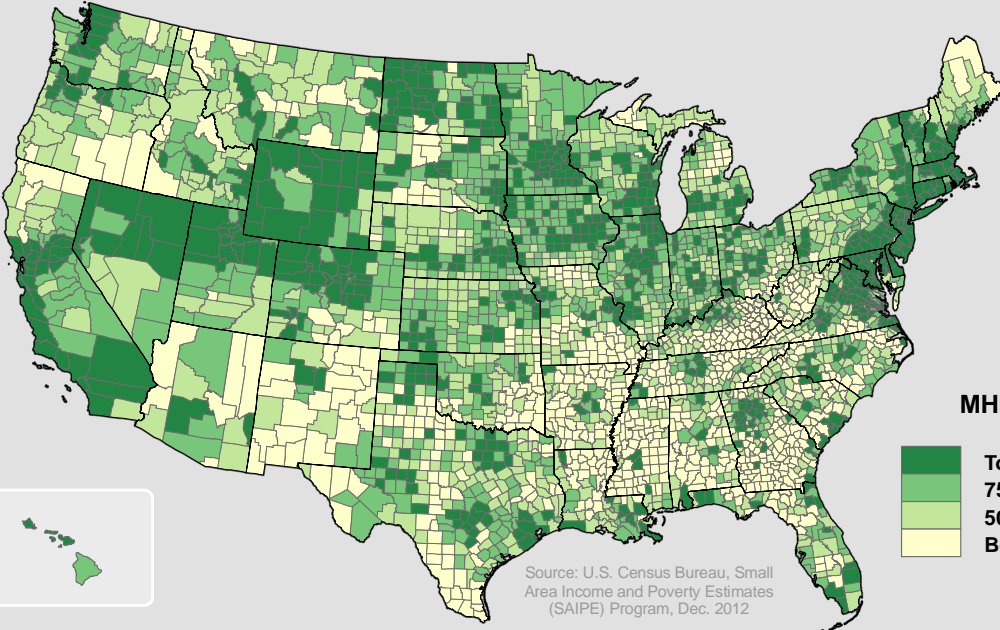 MH
To
75
50
B
Source: U.S. Census Bureau, Small
Area Income and Poverty Estimates
(SAIPE) Program, Dec. 2012